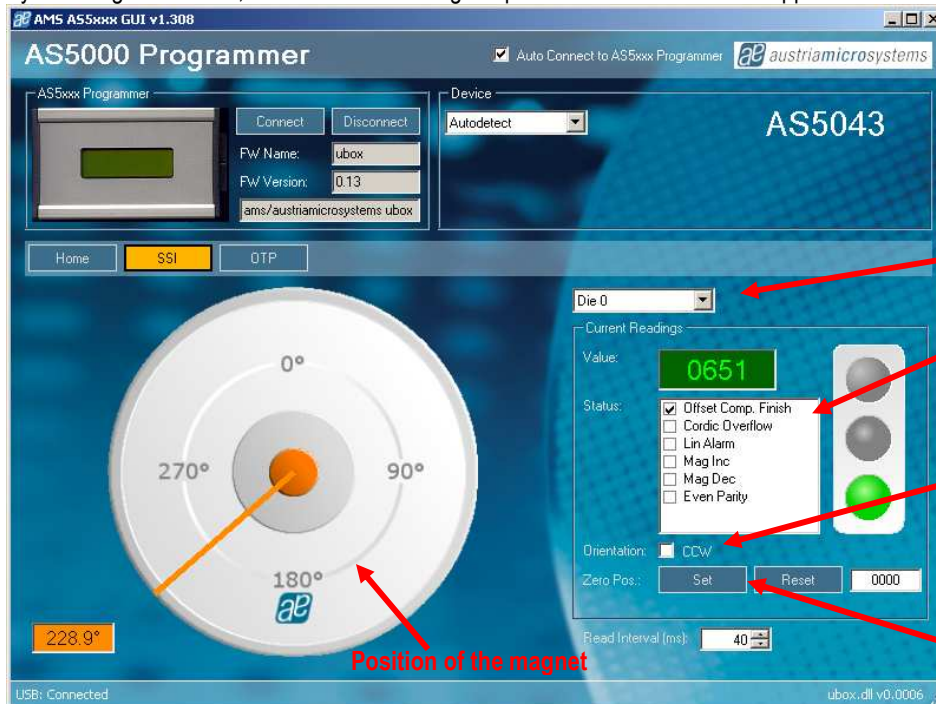 AMS AS5xxx GUI v1.308
AS5000 Programmer
Auto Connect to AS5xxx Programmer
austriamicrosystems
AS5xxx Programmer
Connect Disconnect
FW Name: ubox
FW Version: 0.13
ams/austriamicrosystems ubox
Device
Autodetect
AS5043
Home SSI OTP
0°
90°
180°
270°
228.9°
Position of the magnet
Die 0
Current Readings
Value: 0651
Status: Offset Comp. Finish
Cordic Overflow
Lin Alarm
Mag Inc
Mag Dec
Even Parity
Orientation: CCW
Zero Pos.: Set Reset 0000
Read Interval (ms): 40
USB: Connected
ubox.dll v0.0006